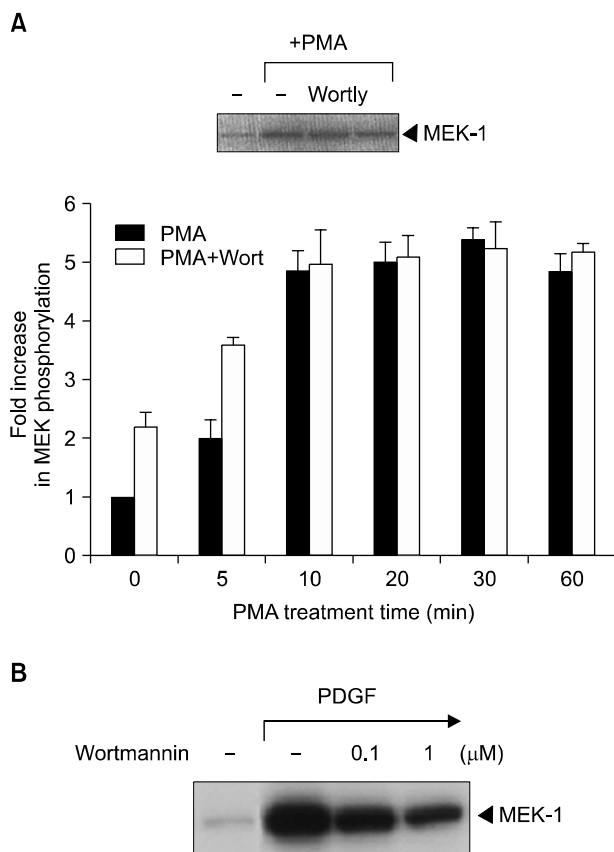 A
+PMA
– – Wortly
MEK-1
6
5
4
3
2
1
0
Fold increase
in MEK phosphorylation
PMA
PMA+Wort
0 5 10 20 30 60
PMA treatment time (min)
B
PDGF
Wortmannin – – 0.1 1 (μM)
MEK-1